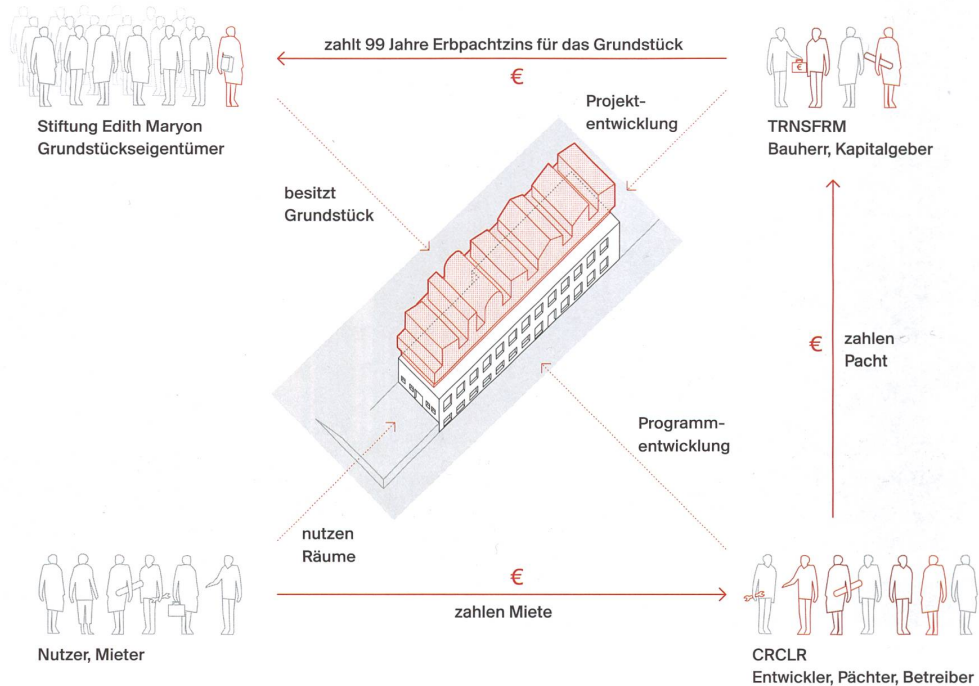 zahlt 99 Jahre Erbpachtzins für das Grundstück
€
Stiftung Edith Maryon
Grundstückseigentümer
Projekt-
entwicklung
€
TRNSFRM
Bauherr, Kapitalgeber
besitzt
Grundstück
€
zahlen
Pacht
Programm-
entwicklung
nutzen
Räume
€
zahlen Miete
Nutzer, Mieter
CRCLR
Entwickler, Pächter, Betreiber